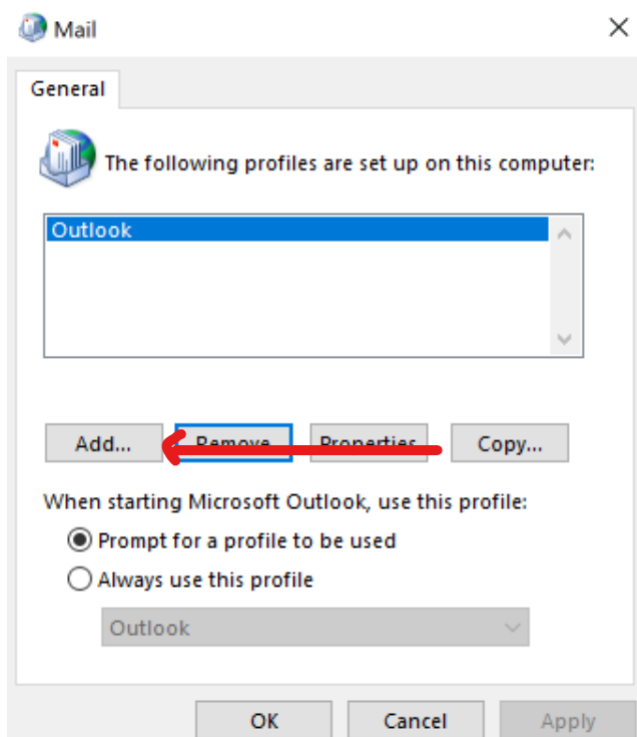 Mail
General
The following profiles are set up on this computer:
Outlook
Add... Remove Properties Copy...
When starting Microsoft Outlook, use this profile:
Prompt for a profile to be used
Always use this profile
Outlook
OK Cancel Apply